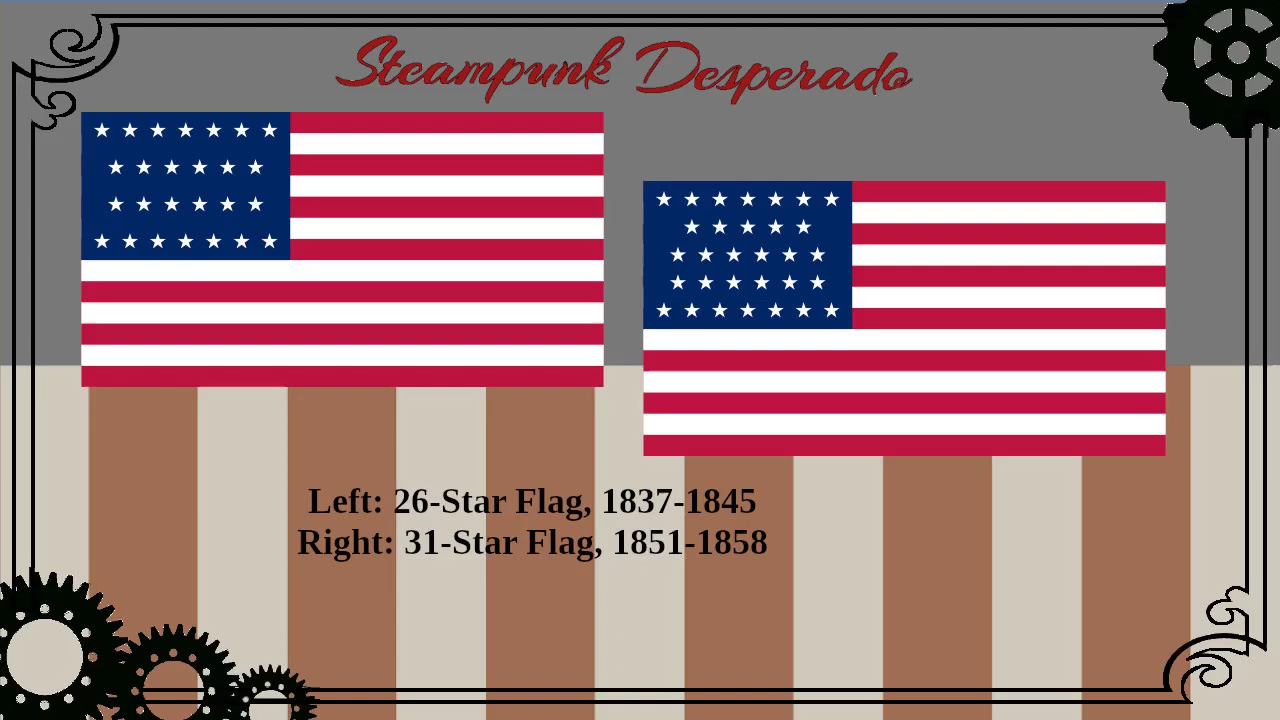 Steampunk Desperado
Left: 26-Star Flag, 1837-1845
Right: 31-Star Flag, 1851-1858